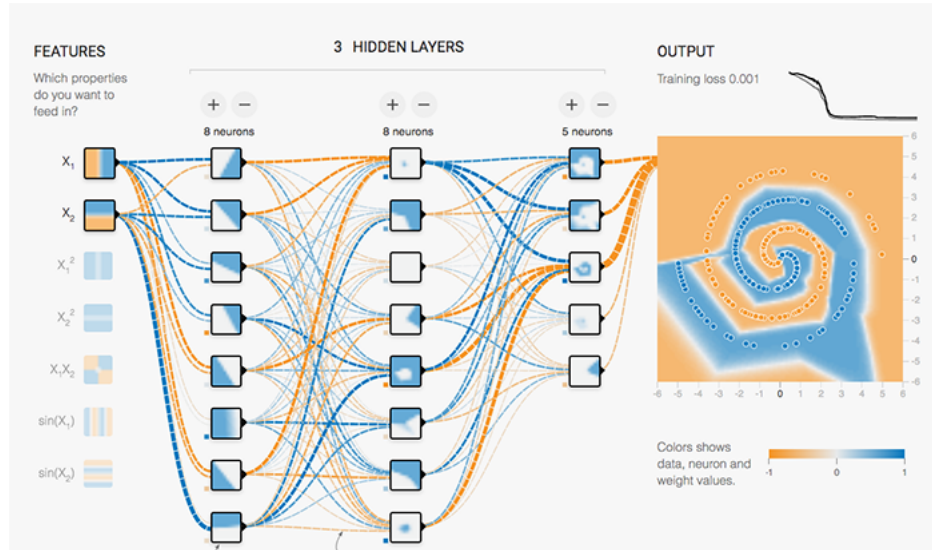 FEATURES
Which properties
do you want to
feed in?
X₁
X₂
X₁²
X₂²
X₁X₂
sin(X₁)
sin(X₂)
3 HIDDEN LAYERS
+ −
8 neurons
+ −
8 neurons
+ −
5 neurons
OUTPUT
Training loss 0.001
6
5
4
3
2
1
0
-1
-2
-3
-4
-5
-6
-6 -5 -4 -3 -2 -1 0 1 2 3 4 5 6
Colors shows
data, neuron and
weight values.
-1 0 1